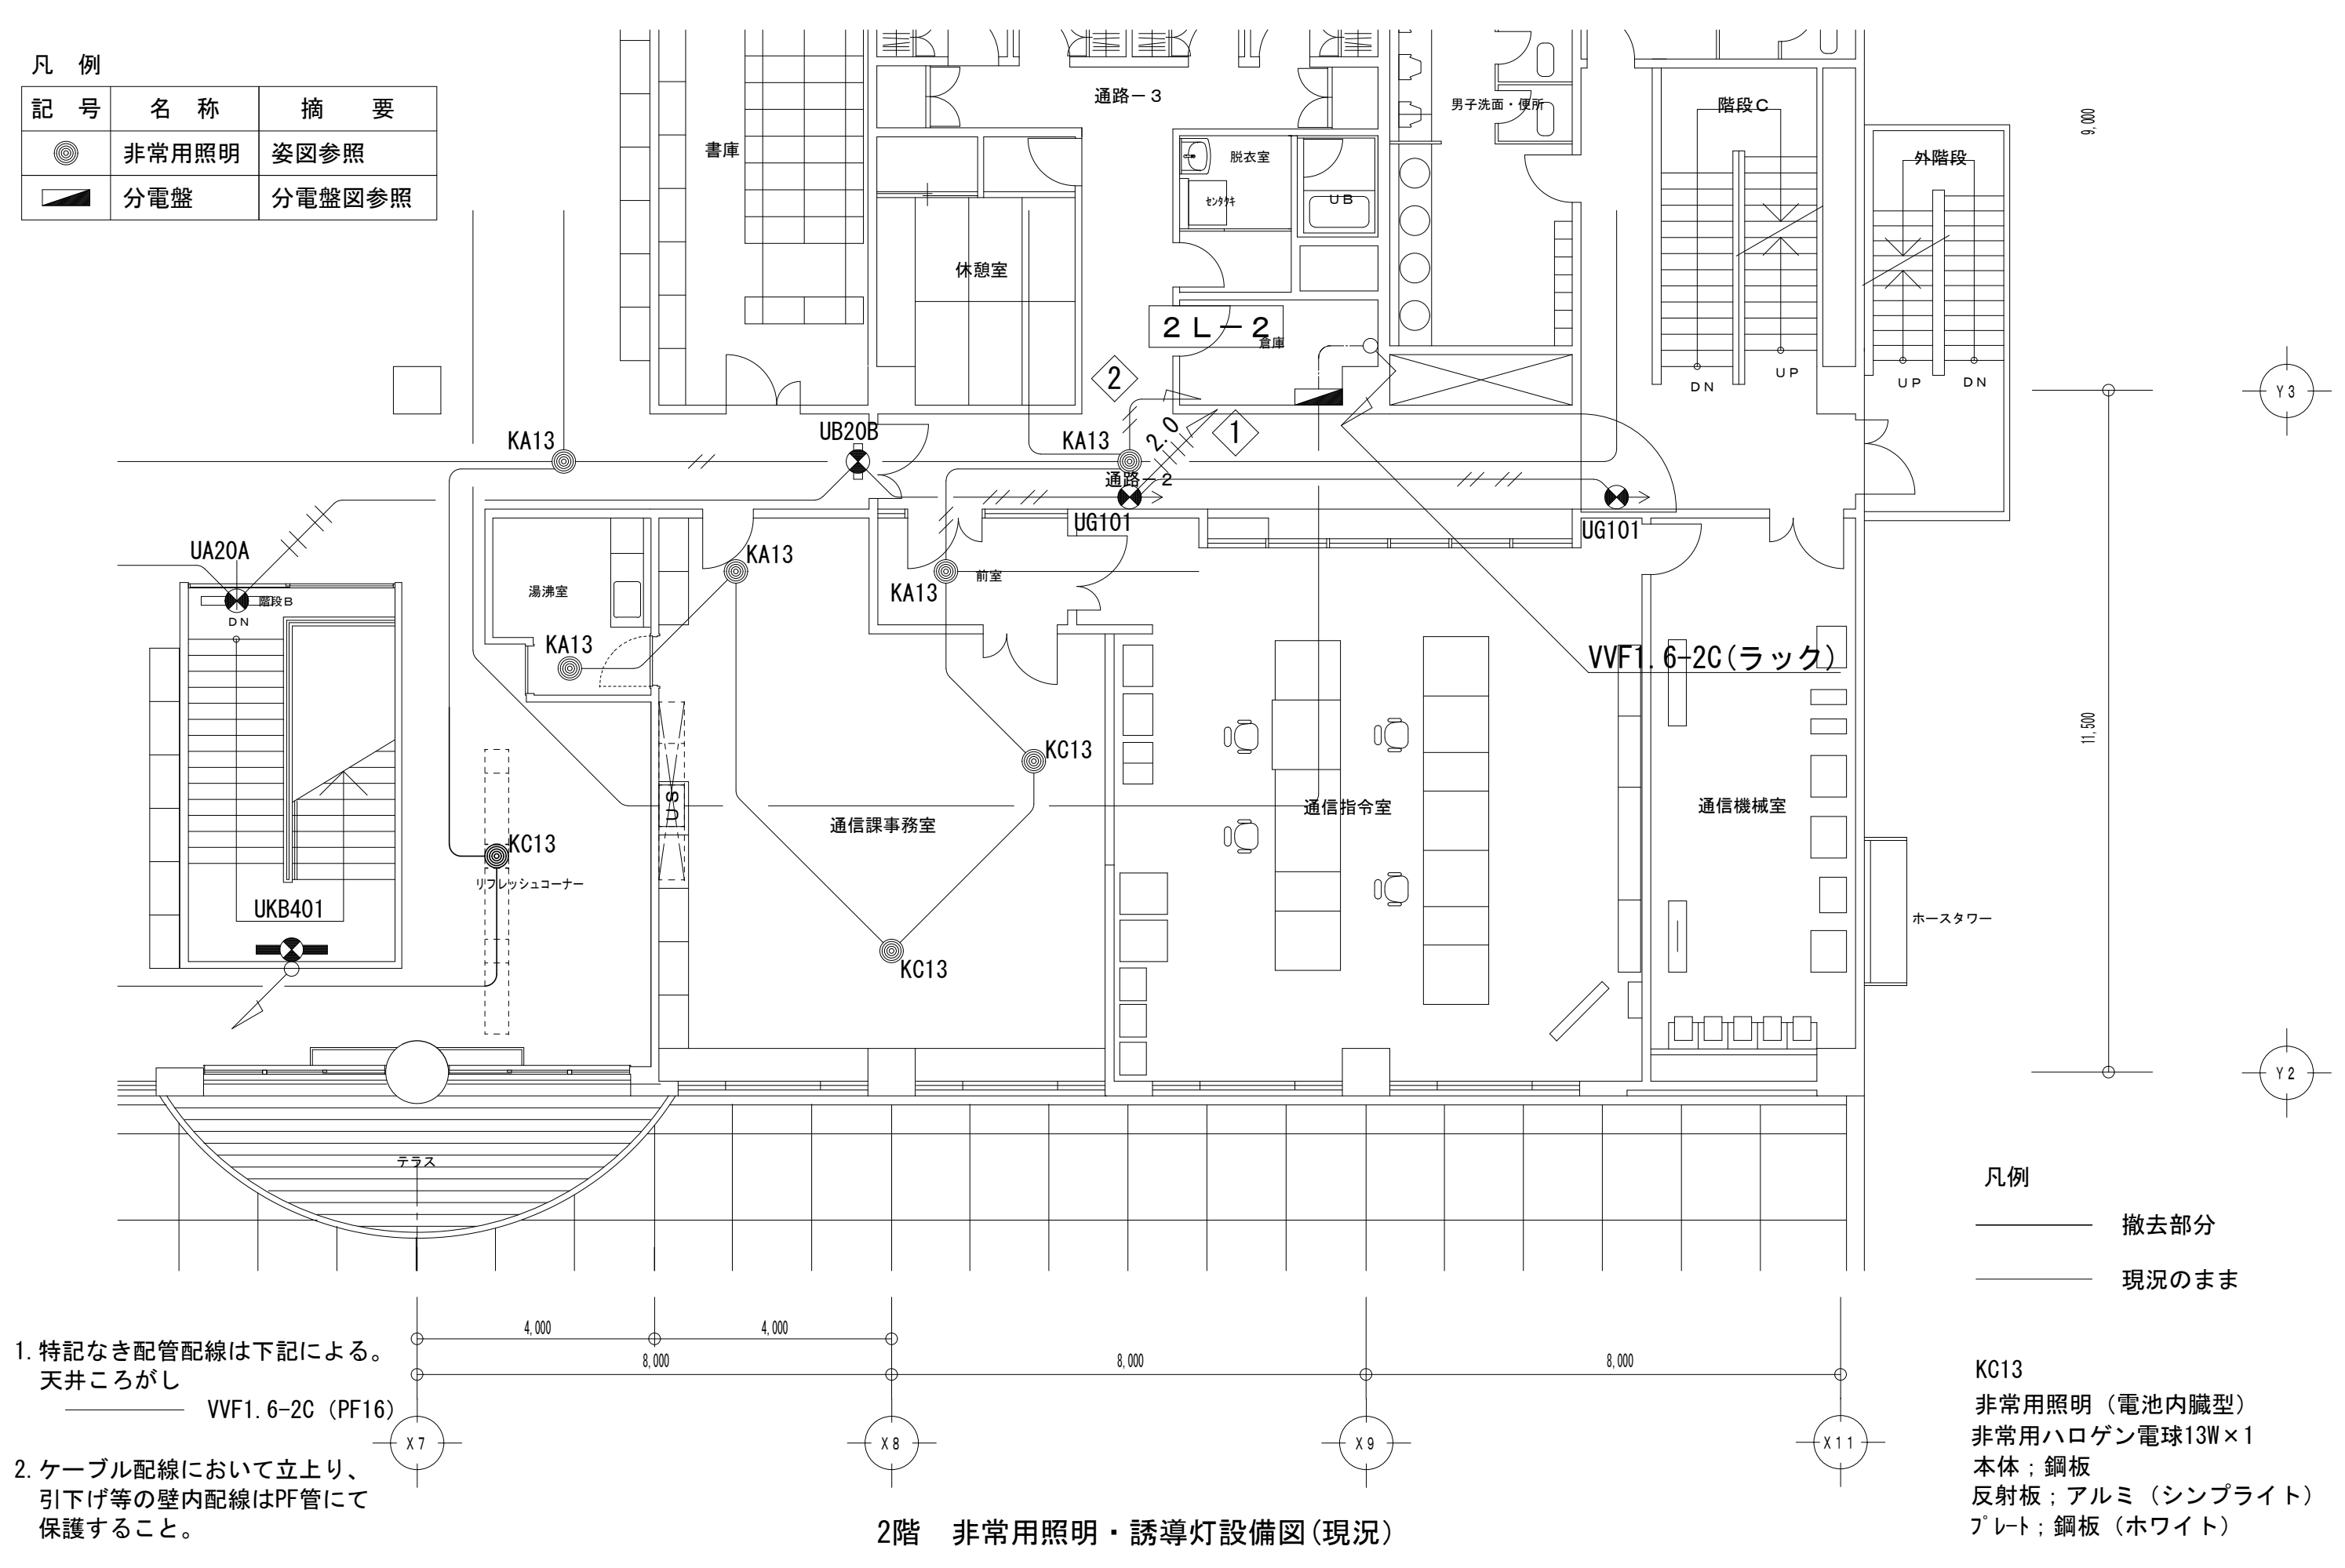 凡 例
記 号 名 称 摘 要
非常用照明 姿図参照
分電盤 分電盤図参照
通路－3
男子洗面・便所
階段C
9,000
書庫
脱衣室
外階段
センタクキ
UB
休憩室
2L－2
倉庫
2
DN
UP
UP
DN
Y3
KA13
UB20B
KA13
2.0
1
通路－2
UG101
UG101
UA20A
KA13
階段B
DN
湯沸室
KA13
前室
KA13
VVF1.6-2C(ラック)
11,500
KC13
US
通信課事務室
通信指令室
通信機械室
KC13
リフレッシュコーナー
UKB401
ホースタワー
KC13
Y2
テラス
凡例
撤去部分
現況のまま
4,000
4,000
8,000
8,000
8,000
X7
X8
X9
X11
1.特記なき配管配線は下記による。
天井ころがし
VVF1.6-2C（PF16）
2.ケーブル配線において立上り、
引下げ等の壁内配線はPF管にて
保護すること。
2階 非常用照明・誘導灯設備図(現況)
KC13
非常用照明（電池内臓型）
非常用ハロゲン電球13W×1
本体；鋼板
反射板；アルミ（シンプライト）
ﾌﾟﾚｰﾄ；鋼板（ホワイト）